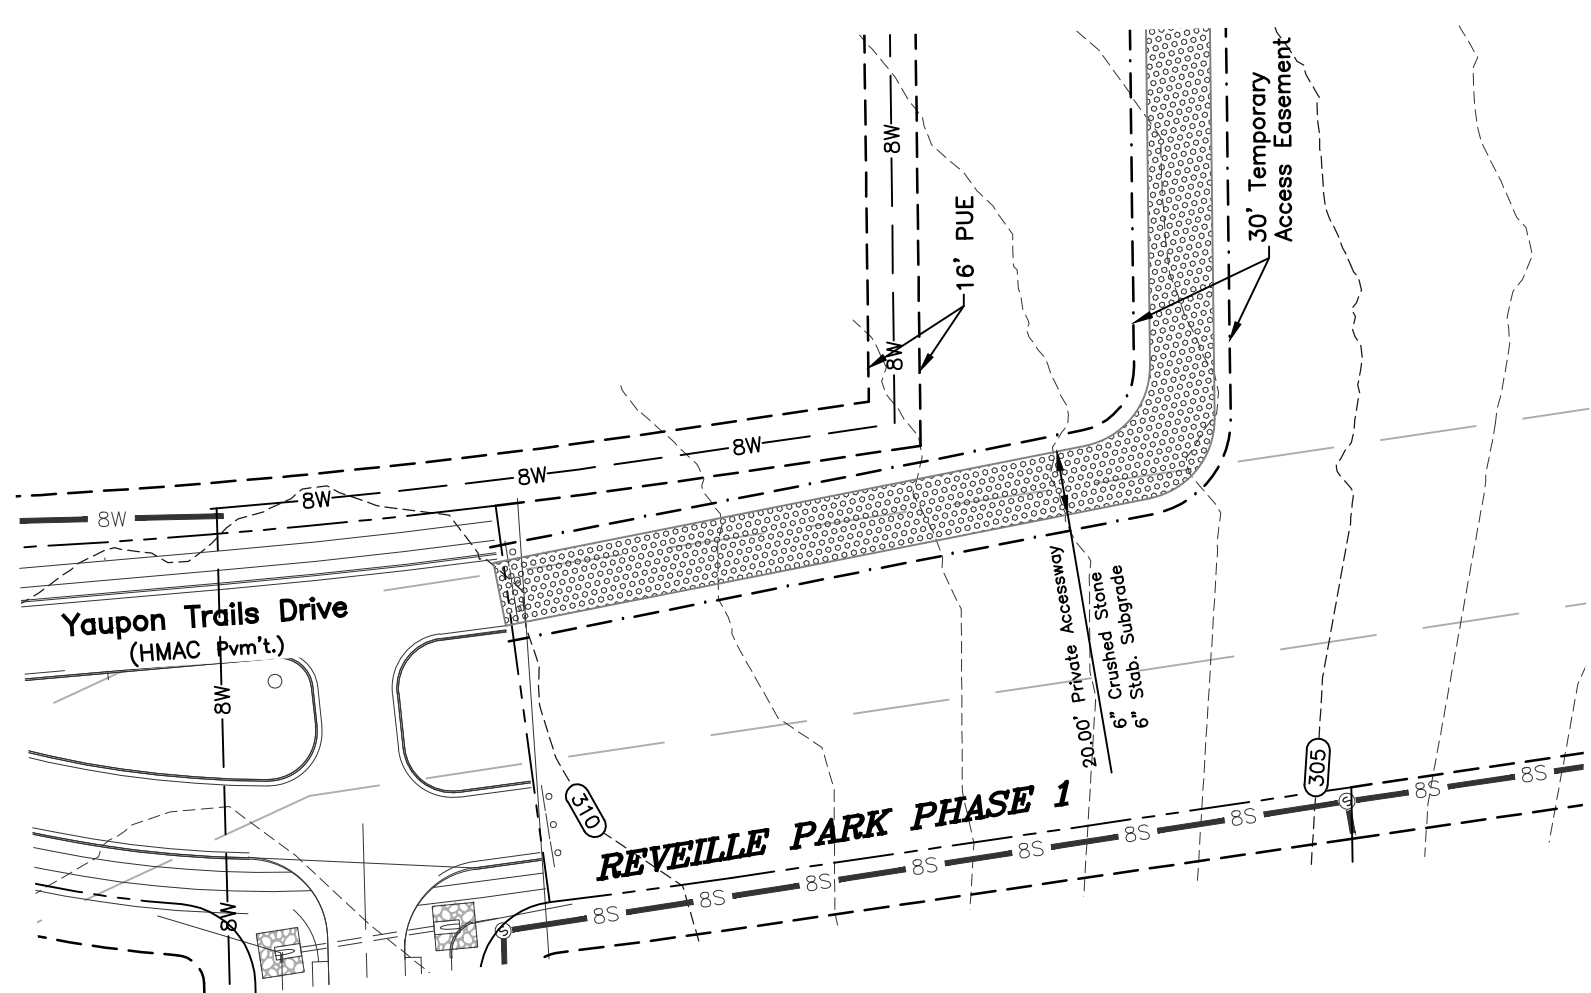 8W
8W
16' PUE
30' Temporary
Access Easement
8W
8W
8W
8W
Yaupon Trails Drive
(HMAC Pvm't.)
8W
8W
20.00' Private Accessway
6" Crushed Stone
6" Stab. Subgrade
310
305
REVEILLE PARK PHASE 1
8S
8S
8S
8S
8S
8S
8S
8S
8S
S
S